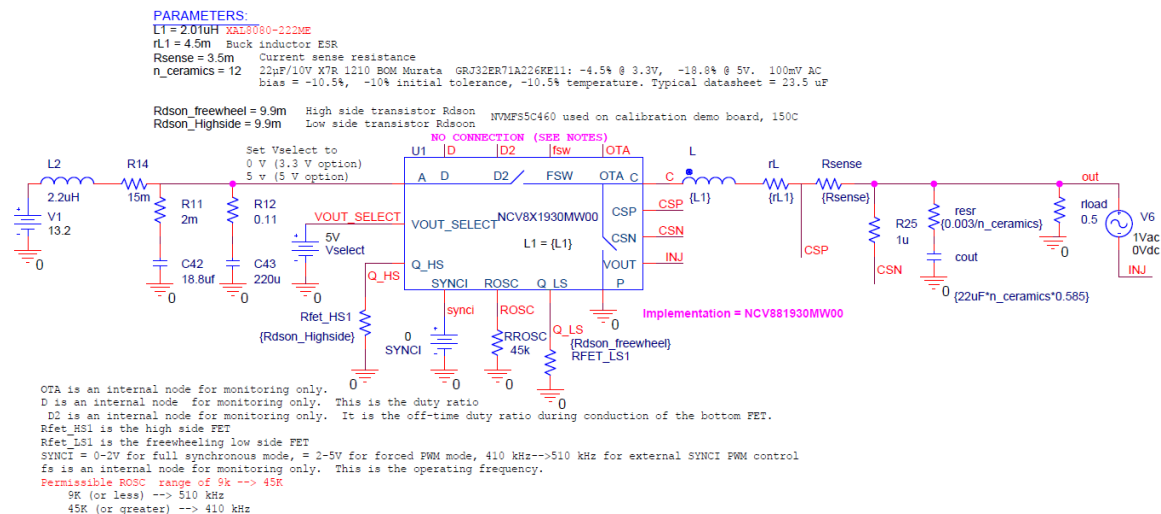 PARAMETERS:
L1 = 2.01uH XAL8080-222ME
rL1 = 4.5m Buck inductor ESR
Rsense = 3.5m Current sense resistance
n_ceramics = 12 22µF/10V X7R 1210 BOM Murata GRJ32ER71A226KE11: -4.5% @ 3.3V, -18.8% @ 5V. 100mV AC
bias = -10.5%, -10% initial tolerance, -10.5% temperature. Typical datasheet = 23.5 uF
Rdson_freewheel = 9.9m High side transistor Rdson
Rdson_Highside = 9.9m Low side transistor Rdson
NVMFS5C460 used on calibration demo board, 150C
NO CONNECTION (SEE NOTES)
Set Vselect to
0 V (3.3 V option)
5 v (5 V option)
U1 D D2 fsw OTA
L2
2.2uH
R14
15m
V1
13.2
0
R11
2m
R12
0.11
C42
18.8uf
0
C43
220u
0
VOUT_SELECT
5V
Vselect
0
A D D2 FSW OTA C
VOUT_SELECT
NCV8X1930MW00
L1 = {L1}
CSP
CSN
VOUT
Q_HS
SYNCI ROSC Q_LS P
C
CSP
CSN
INJ
L
{L1}
rL
{rL1}
Rsense
{Rsense}
CSP
R25
1u
CSN
resr
{0.003/n_ceramics}
cout
0
{22uF*n_ceramics*0.585}
out
rload
0.5
0
V6
1Vac
0Vdc
INJ
Q_HS
Rfet_HS1
{Rdson_Highside}
0
synci
0
SYNCI
0
ROSC
RROSC
45k
0
Q_LS
{Rdson_freewheel}
RFET_LS1
0
0
Implementation = NCV881930MW00
OTA is an internal node for monitoring only.
D is an internal node for monitoring only. This is the duty ratio
D2 is an internal node for monitoring only. It is the off-time duty ratio during conduction of the bottom FET.
Rfet_HS1 is the high side FET
Rfet_LS1 is the freewheeling low side FET
SYNCI = 0-2V for full synchronous mode, = 2-5V for forced PWM mode, 410 kHz-->510 kHz for external SYNCI PWM control
fs is an internal node for monitoring only. This is the operating frequency.
Permissible ROSC range of 9k --> 45K
9K (or less) --> 510 kHz
45K (or greater) --> 410 kHz